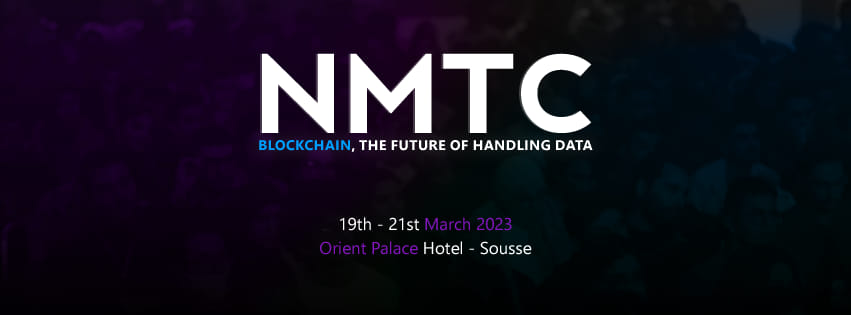 NMTC
BLOCKCHAIN, THE FUTURE OF HANDLING DATA
19th - 21st March 2023
Orient Palace Hotel - Sousse